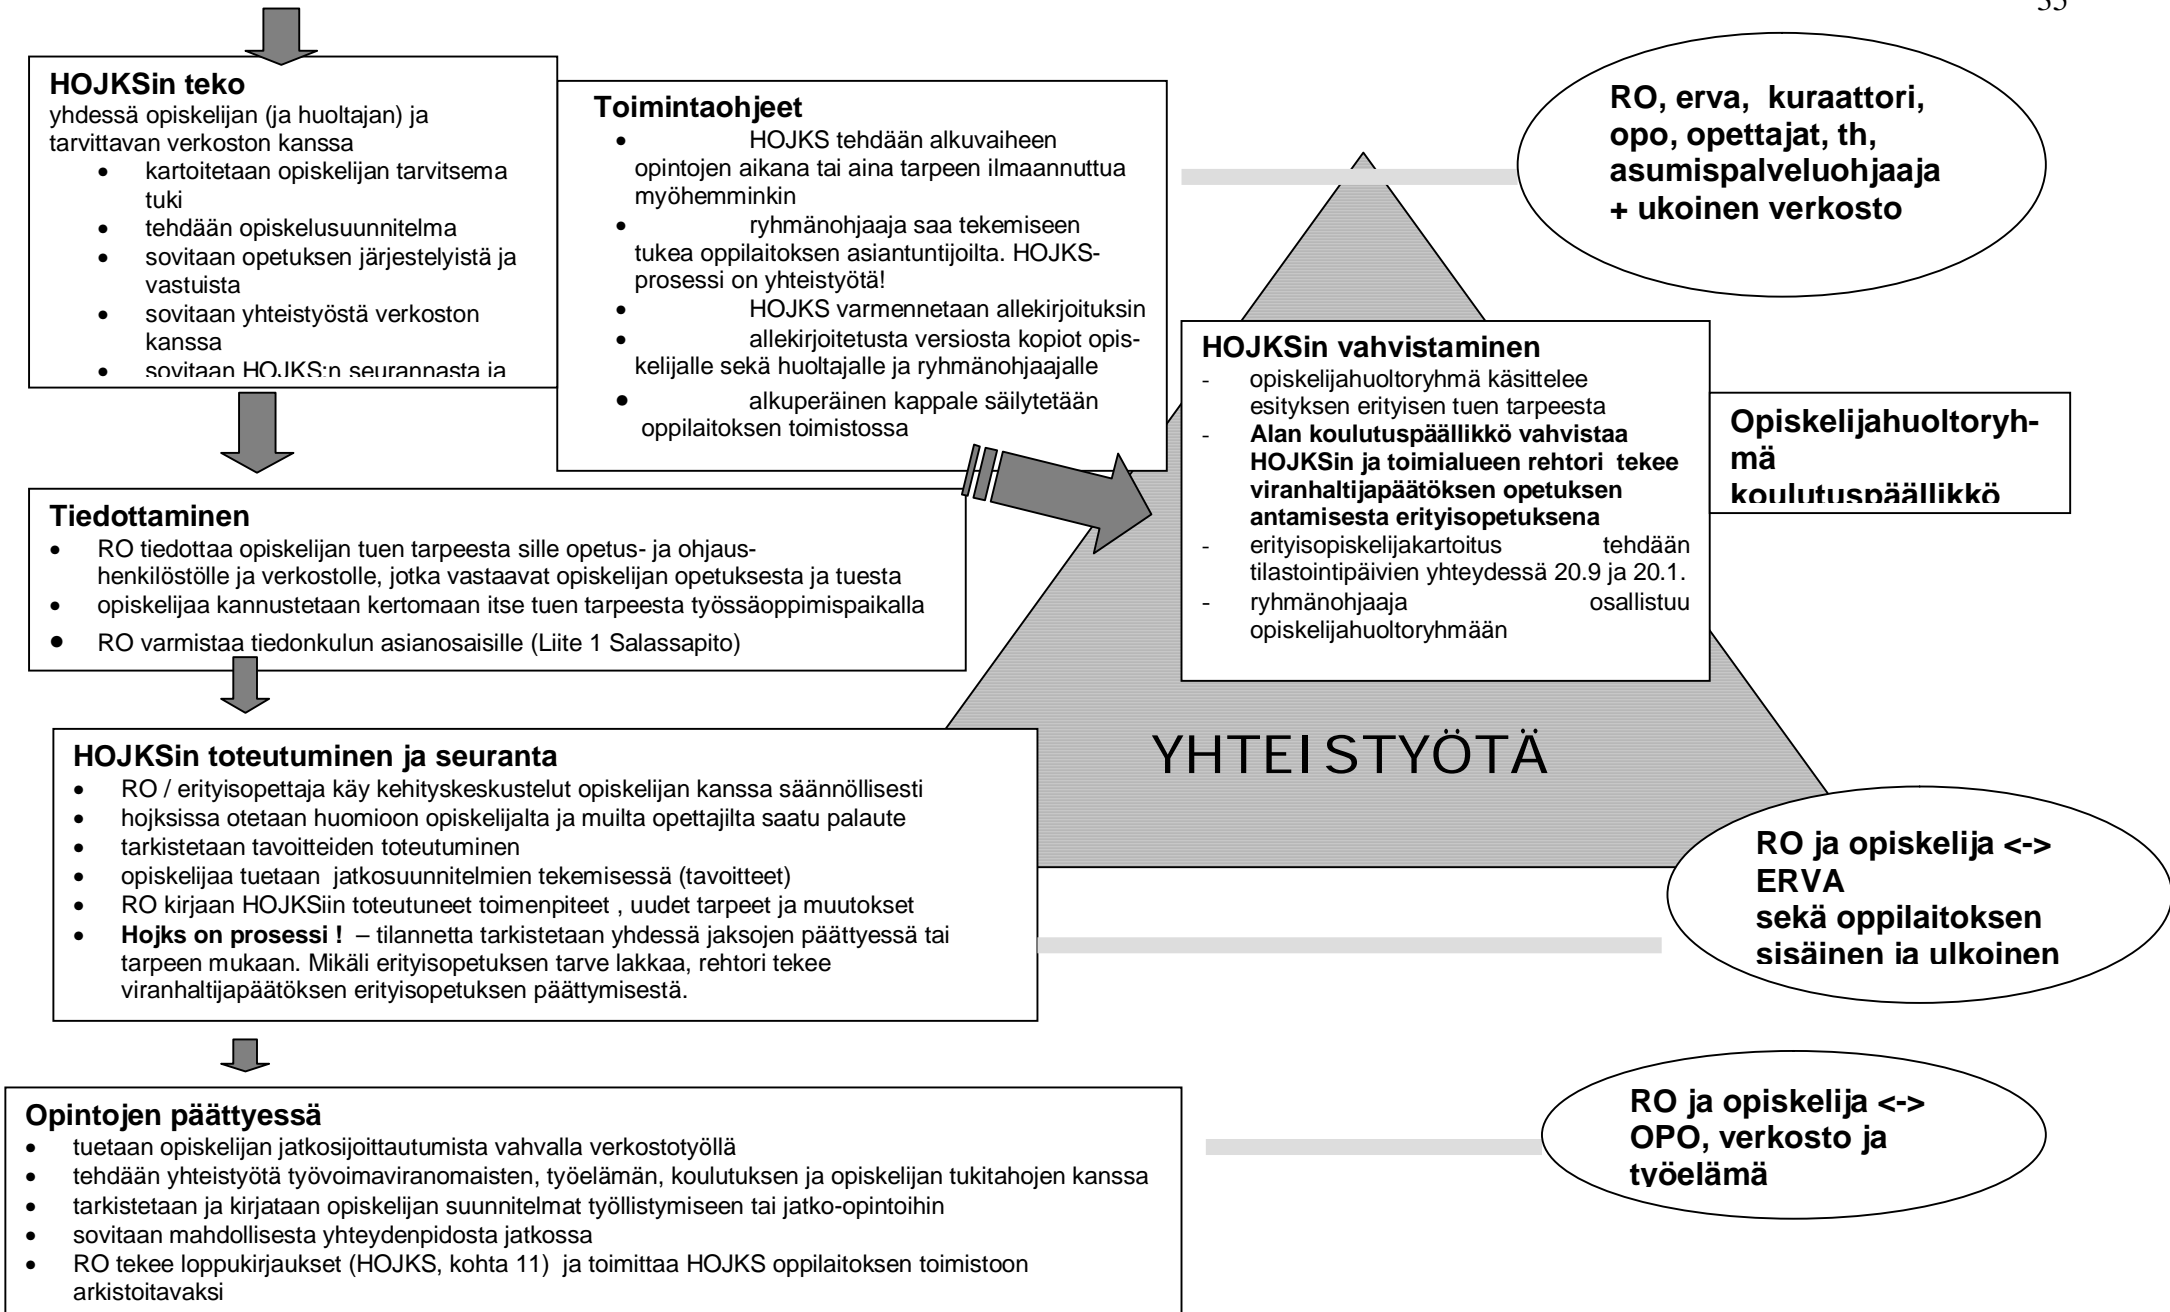 HOJKSin teko
yhdessä opiskelijan (ja huoltajan) ja
tarvittavan verkoston kanssa
• kartoitetaan opiskelijan tarvitsema
tuki
• tehdään opiskelusuunnitelma
• sovitaan opetuksen järjestelyistä ja
vastuista
• sovitaan yhteistyöstä verkoston
kanssa
• sovitaan HOJKS:n seurannasta ja
Toimintaohjeet
• HOJKS tehdään alkuvaiheen
opintojen aikana tai aina tarpeen ilmaannuttua
myöhemminkin
• ryhmänohjaaja saa tekemiseen
tukea oppilaitoksen asiantuntijoilta. HOJKS-
prosessi on yhteistyötä!
• HOJKS varmennetaan allekirjoituksin
• allekirjoitetusta versiosta kopiot opis-
kelijalle sekä huoltajalle ja ryhmänohjaajalle
• alkuperäinen kappale säilytetään
oppilaitoksen toimistossa
RO, erva, kuraattori,
opo, opettajat, th,
asumispalveluohjaaja
+ ukoinen verkosto
HOJKSin vahvistaminen
- opiskelijahuoltoryhmä käsittelee
esityksen erityisen tuen tarpeesta
- Alan koulutuspäällikkö vahvistaa
HOJKSin ja toimialueen rehtori tekee
viranhaltijapäätöksen opetuksen
antamisesta erityisopetuksena
- erityisopiskelijakartoitus tehdään
tilastointipäivien yhteydessä 20.9 ja 20.1.
- ryhmänohjaaja osallistuu
opiskelijahuoltoryhmään
Opiskelijahuoltoryh-
mä
koulutuspäällikkö
Tiedottaminen
• RO tiedottaa opiskelijan tuen tarpeesta sille opetus- ja ohjaus-
henkilöstölle ja verkostolle, jotka vastaavat opiskelijan opetuksesta ja tuesta
• opiskelijaa kannustetaan kertomaan itse tuen tarpeesta työssäoppimispaikalla
• RO varmistaa tiedonkulun asianosaisille (Liite 1 Salassapito)
YHTEISTYÖTÄ
HOJKSin toteutuminen ja seuranta
• RO / erityisopettaja käy kehityskeskustelut opiskelijan kanssa säännöllisesti
• hojksissa otetaan huomioon opiskelijalta ja muilta opettajilta saatu palaute
• tarkistetaan tavoitteiden toteutuminen
• opiskelijaa tuetaan jatkosuunnitelmien tekemisessä (tavoitteet)
• RO kirjaan HOJKSiin toteutuneet toimenpiteet , uudet tarpeet ja muutokset
• Hojks on prosessi ! – tilannetta tarkistetaan yhdessä jaksojen päättyessä tai
tarpeen mukaan. Mikäli erityisopetuksen tarve lakkaa, rehtori tekee
viranhaltijapäätöksen erityisopetuksen päättymisestä.
RO ja opiskelija <->
ERVA
sekä oppilaitoksen
sisäinen ja ulkoinen
Opintojen päättyessä
• tuetaan opiskelijan jatkosijoittautumista vahvalla verkostotyöllä
• tehdään yhteistyötä työvoimaviranomaisten, työelämän, koulutuksen ja opiskelijan tukitahojen kanssa
• tarkistetaan ja kirjataan opiskelijan suunnitelmat työllistymiseen tai jatko-opintoihin
• sovitaan mahdollisesta yhteydenpidosta jatkossa
• RO tekee loppukirjaukset (HOJKS, kohta 11) ja toimittaa HOJKS oppilaitoksen toimistoon
arkistoitavaksi
RO ja opiskelija <->
OPO, verkosto ja
työelämä